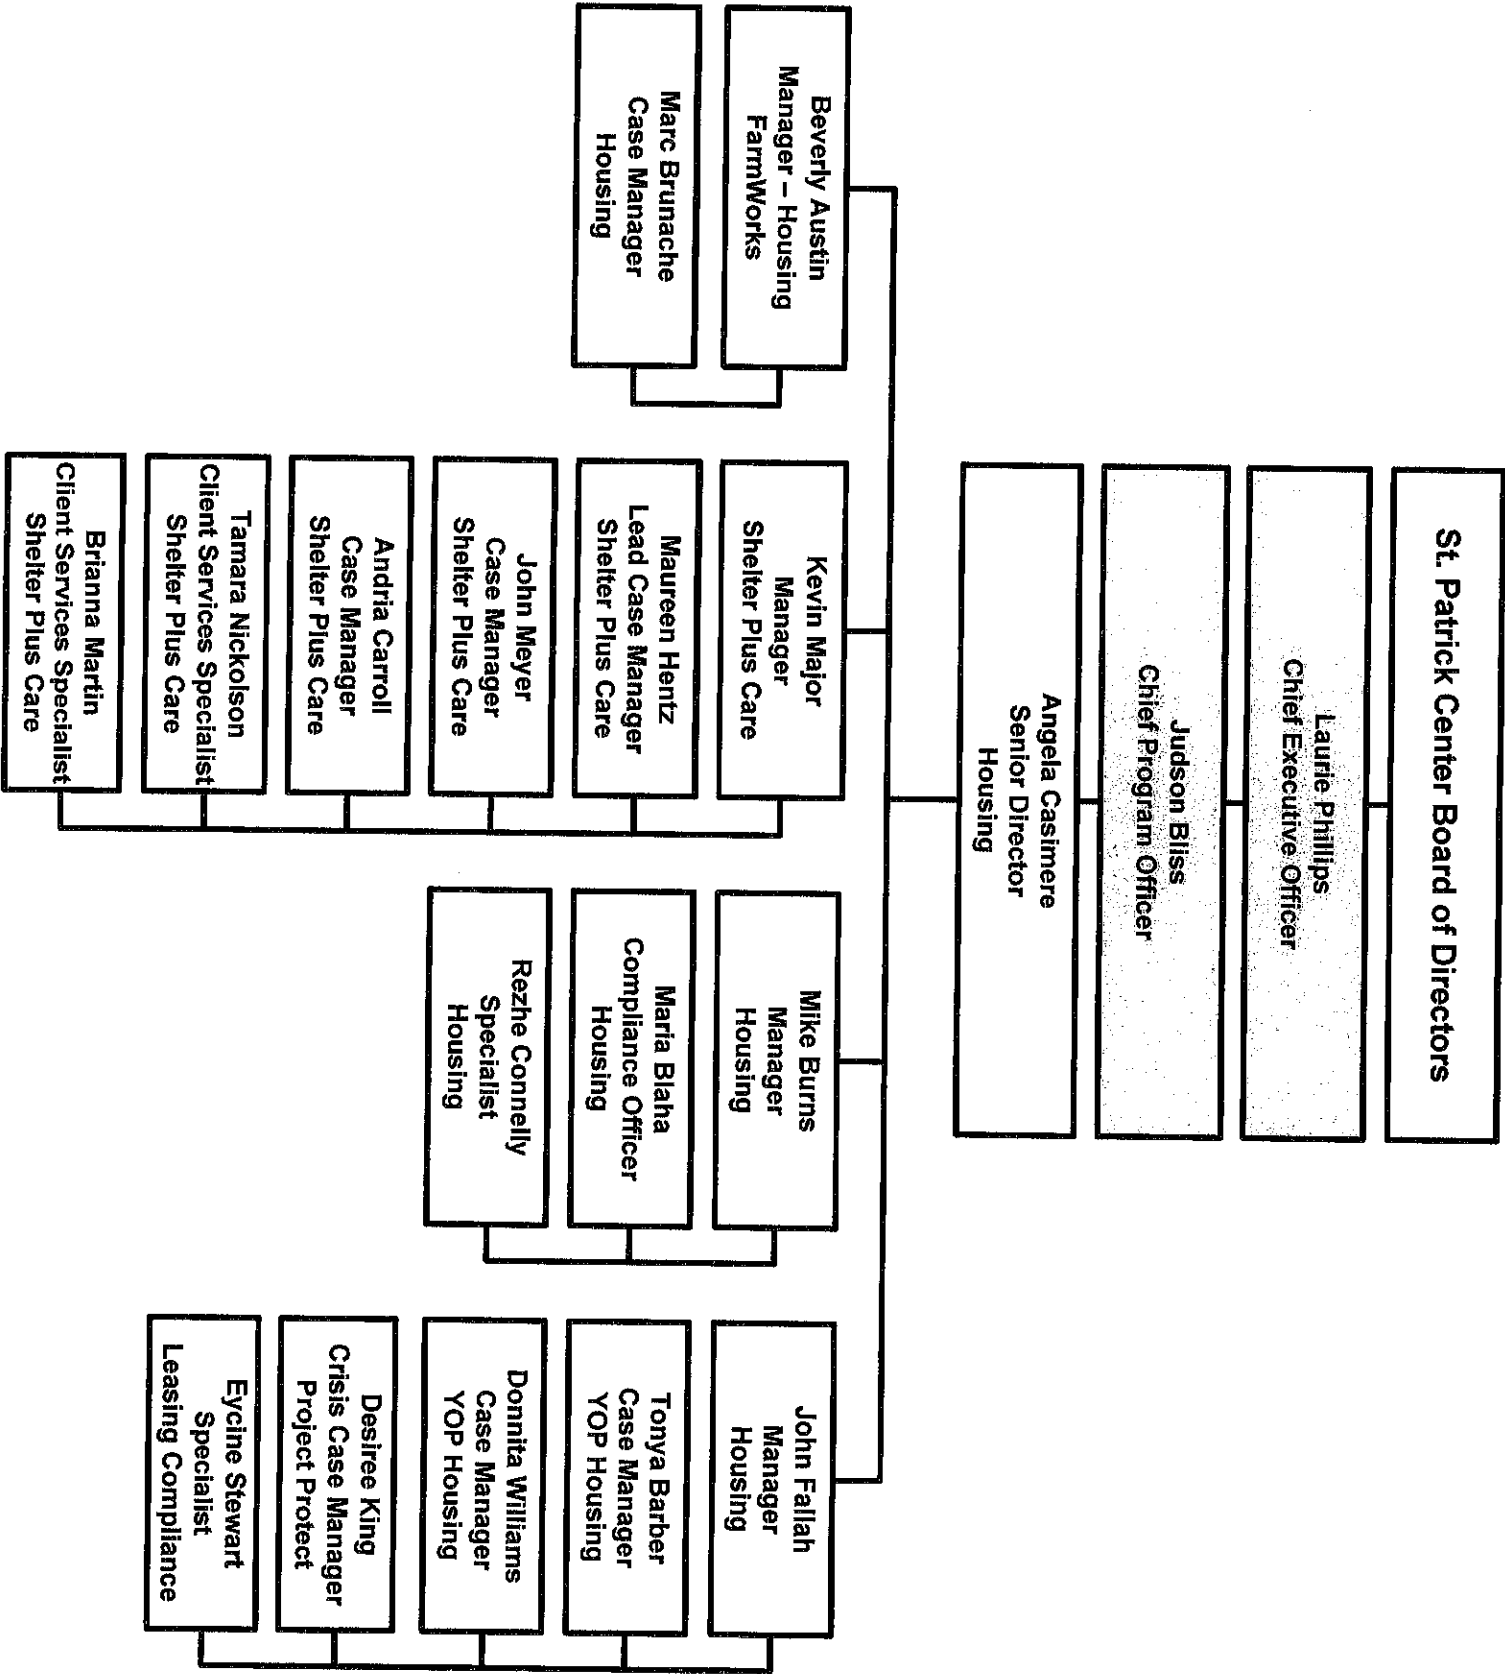 St. Patrick Center Board of Directors
Laurie Phillips
Chief Executive Officer
Judson Bliss
Chief Program Officer
Angela Casimere
Senior Director
Housing
Beverly Austin
Manager – Housing
FarmWorks
Marc Brunache
Case Manager
Housing
Kevin Major
Manager
Shelter Plus Care
Maureen Hentz
Lead Case Manager
Shelter Plus Care
John Meyer
Case Manager
Shelter Plus Care
Andria Carroll
Case Manager
Shelter Plus Care
Tamara Nickolson
Client Services Specialist
Shelter Plus Care
Brianna Martin
Client Services Specialist
Shelter Plus Care
Mike Burns
Manager
Housing
Maria Blaha
Compliance Officer
Housing
Rezhe Connelly
Specialist
Housing
John Fallah
Manager
Housing
Tonya Barber
Case Manager
YOP Housing
Donnita Williams
Case Manager
YOP Housing
Desiree King
Crisis Case Manager
Project Protect
Eycine Stewart
Specialist
Leasing Compliance